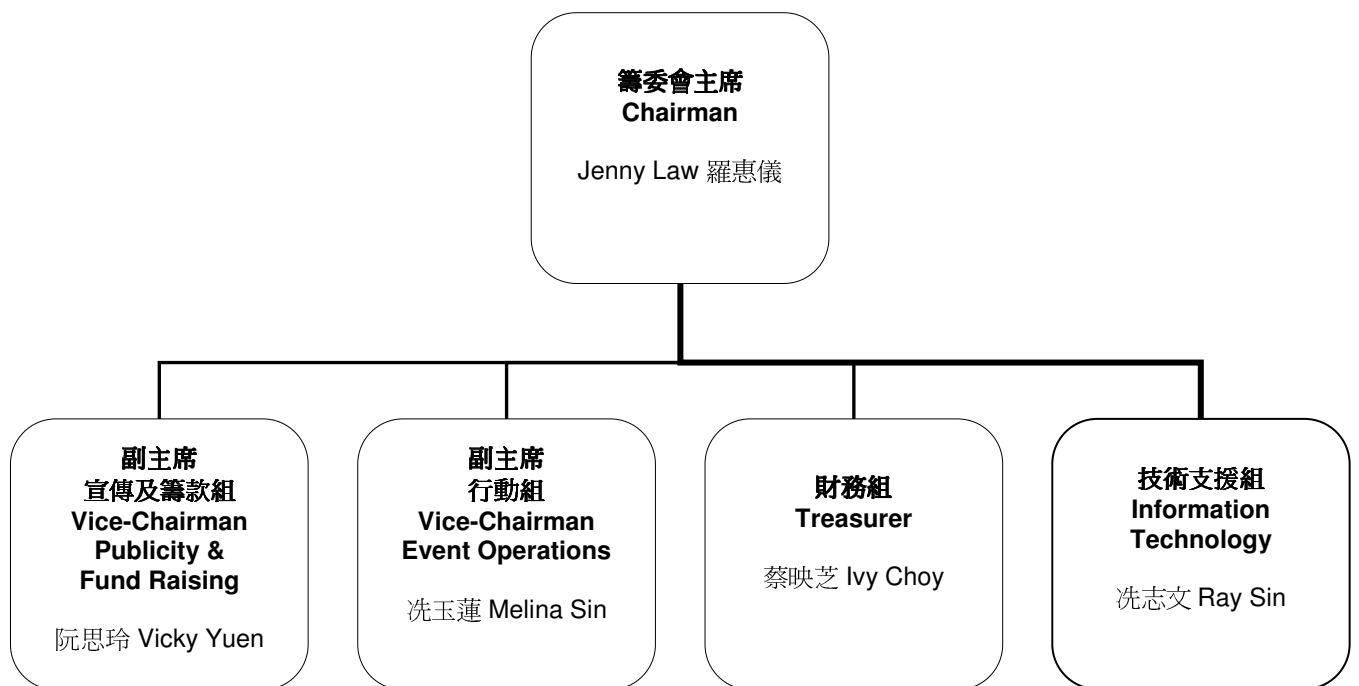 籌委會主席
Chairman
Jenny Law 羅惠儀
副主席
宣傳及籌款組
Vice-Chairman
Publicity &
Fund Raising
阮思玲 Vicky Yuen
副主席
行動組
Vice-Chairman
Event Operations
冼玉蓮 Melina Sin
財務組
Treasurer
蔡映芝 Ivy Choy
技術支援組
Information
Technology
冼志文 Ray Sin